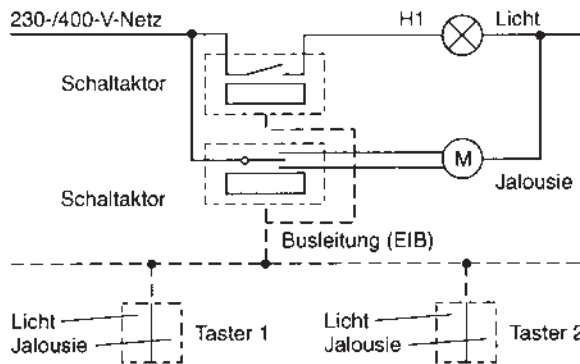 230-/400-V-Netz
H1
Licht
Schaltaktor
M
Jalousie
Schaltaktor
Busleitung (EIB)
Licht
Jalousie
Taster 1
Licht
Jalousie
Taster 2